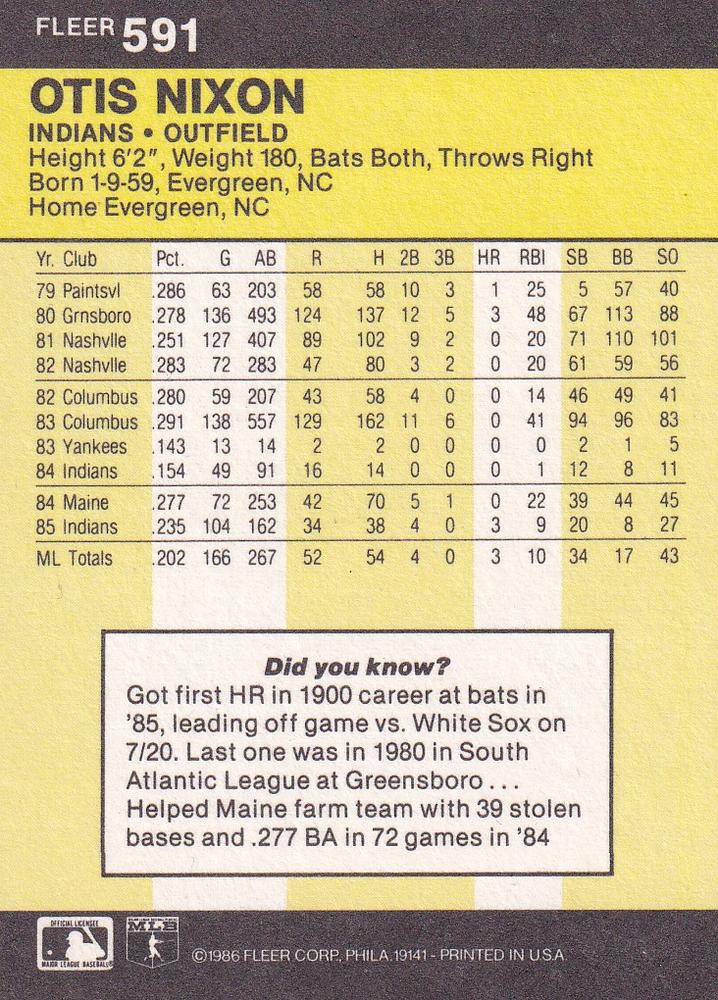 FLEER 591
OTIS NIXON
INDIANS • OUTFIELD
Height 6'2", Weight 180, Bats Both, Throws Right
Born 1-9-59, Evergreen, NC
Home Evergreen, NC
Yr. Club Pct. G AB R H 2B 3B HR RBI SB BB SO
79 Paintsvl .286 63 203 58 58 10 3 1 25 5 57 40
80 Grnsboro .278 136 493 124 137 12 5 3 48 67 113 88
81 Nashvlle .251 127 407 89 102 9 2 0 20 71 110 101
82 Nashvlle .283 72 283 47 80 3 2 0 20 61 59 56
82 Columbus .280 59 207 43 58 4 0 0 14 46 49 41
83 Columbus .291 138 557 129 162 11 6 0 41 94 96 83
83 Yankees .143 13 14 2 2 0 0 0 0 2 1 5
84 Indians .154 49 91 16 14 0 0 0 1 12 8 11
84 Maine .277 72 253 42 70 5 1 0 22 39 44 45
85 Indians .235 104 162 34 38 4 0 3 9 20 8 27
ML Totals .202 166 267 52 54 4 0 3 10 34 17 43
Did you know?
Got first HR in 1900 career at bats in
'85, leading off game vs. White Sox on
7/20. Last one was in 1980 in South
Atlantic League at Greensboro ...
Helped Maine farm team with 39 stolen
bases and .277 BA in 72 games in '84
OFFICIAL LICENSEE
MAJOR LEAGUE BASEBALL
MLB
©1986 FLEER CORP., PHILA. 19141 - PRINTED IN U.S.A.